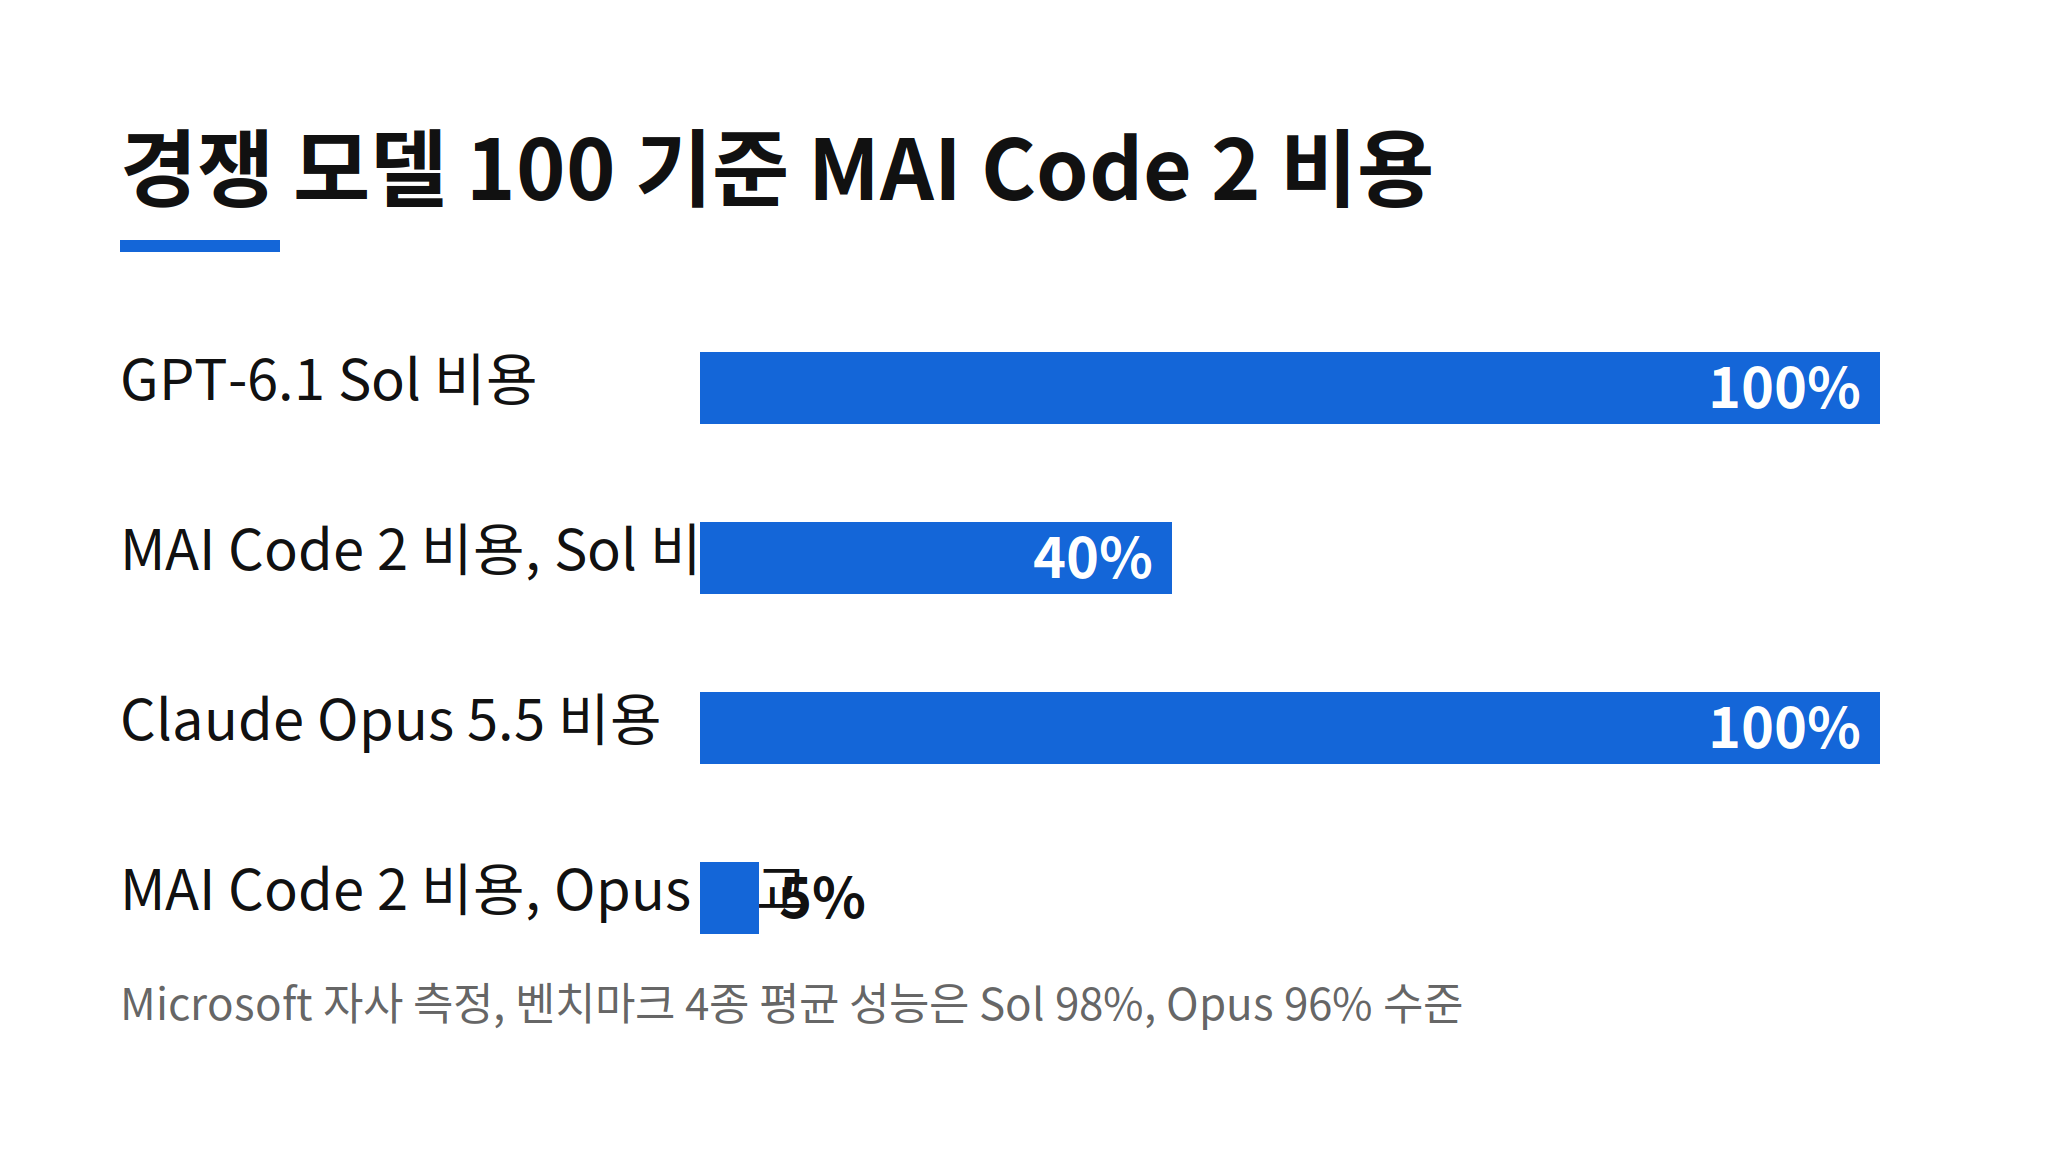 경쟁 모델 100 기준 MAI Code 2 비용
GPT-6.1 Sol 비용
100%
MAI Code 2 비용, Sol 비
40%
Claude Opus 5.5 비용
100%
MAI Code 2 비용, Opus
5%
Microsoft 자사 측정, 벤치마크 4종 평균 성능은 Sol 98%, Opus 96% 수준